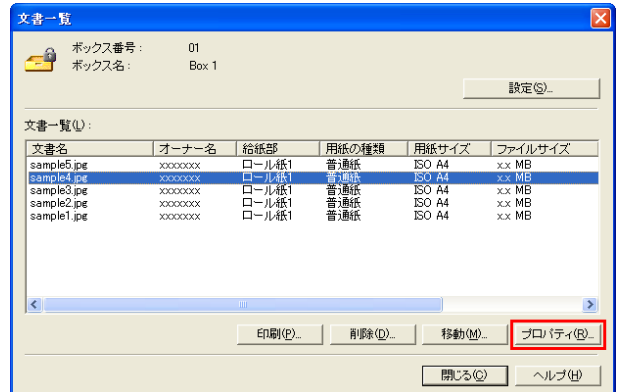 文書一覧
ボックス番号： 01
ボックス名： Box 1
設定(S)...
文書一覧(L)：
文書名 オーナー名 給紙部 用紙の種類 用紙サイズ ファイルサイズ
sample5.jpg xxxxxxx ロール紙1 普通紙 ISO A4 x.x MB
sample4.jpg xxxxxxx ロール紙1 普通紙 ISO A4 x.x MB
sample3.jpg xxxxxxx ロール紙1 普通紙 ISO A4 x.x MB
sample2.jpg xxxxxxx ロール紙1 普通紙 ISO A4 x.x MB
sample1.jpg xxxxxxx ロール紙1 普通紙 ISO A4 x.x MB
印刷(P)... 削除(D)... 移動(M)... プロパティ(R)...
閉じる(C) ヘルプ(H)